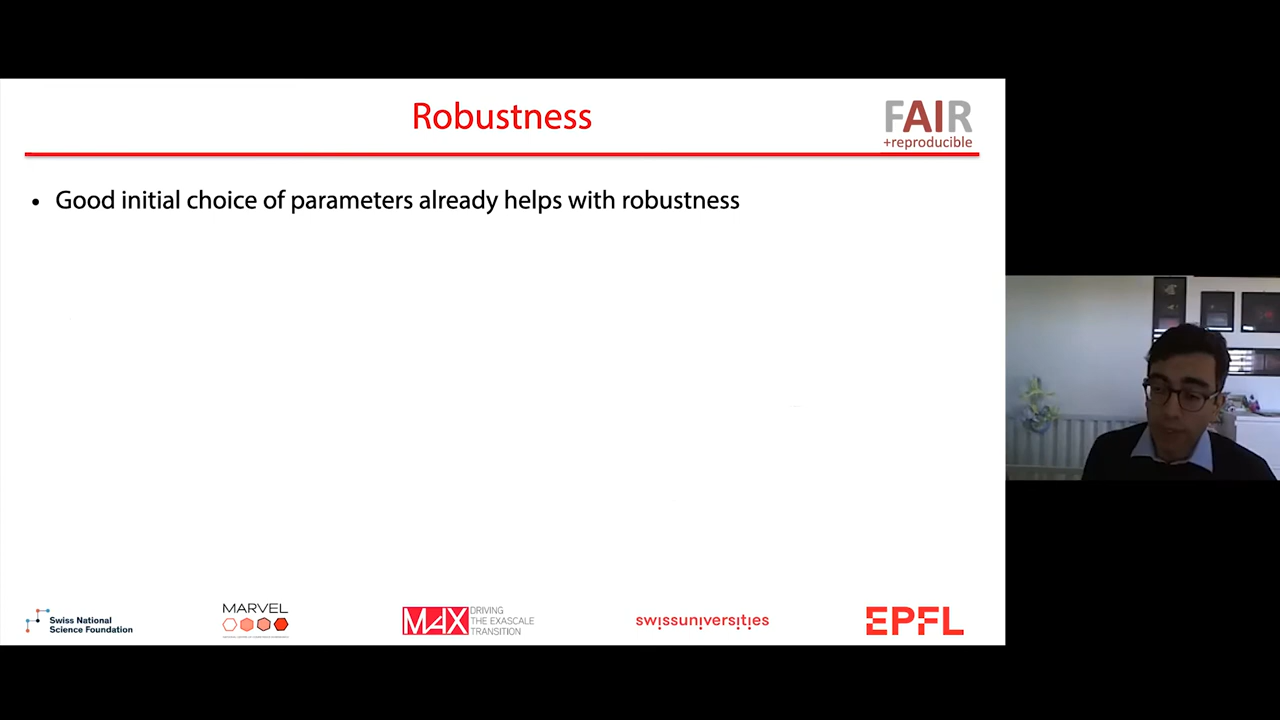 Robustness
FAIR
+reproducible
• Good initial choice of parameters already helps with robustness
Swiss National
Science Foundation
MARVEL
MAX
DRIVING
THE EXASCALE
TRANSITION
swissuniversities
EPFL